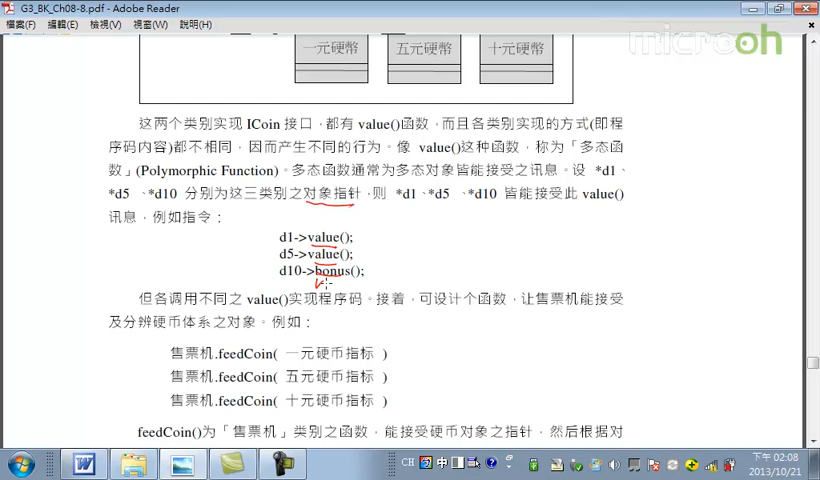 G3_BK_Ch08-8.pdf - Adobe Reader
檔案(F) 編輯(E) 檢視(V) 視窗(W) 說明(H)
microoh
一元硬幣 五元硬幣 十元硬幣
这两个类别实现 ICoin 接口，都有 value()函数，而且各类别实现的方式(即程
序码内容)都不相同，因而产生不同的行为。像 value()这种函数，称为「多态函
数」(Polymorphic Function)。多态函数通常为多态对象皆能接受之讯息。设 *d1、
*d5 、*d10 分别为这三类别之对象指针，则 *d1、*d5 、*d10 皆能接受此 value()
讯息，例如指令：
d1->value();
d5->value();
d10->bonus();
但各调用不同之 value()实现程序码。接着，可设计个函数，让售票机能接受
及分辨硬币体系之对象。例如：
售票机.feedCoin( 一元硬币指标 )
售票机.feedCoin( 五元硬币指标 )
售票机.feedCoin( 十元硬币指标 )
feedCoin()为「售票机」类别之函数，能接受硬币对象之指针，然后根据对
CH 中
下午 02:08
2013/10/21